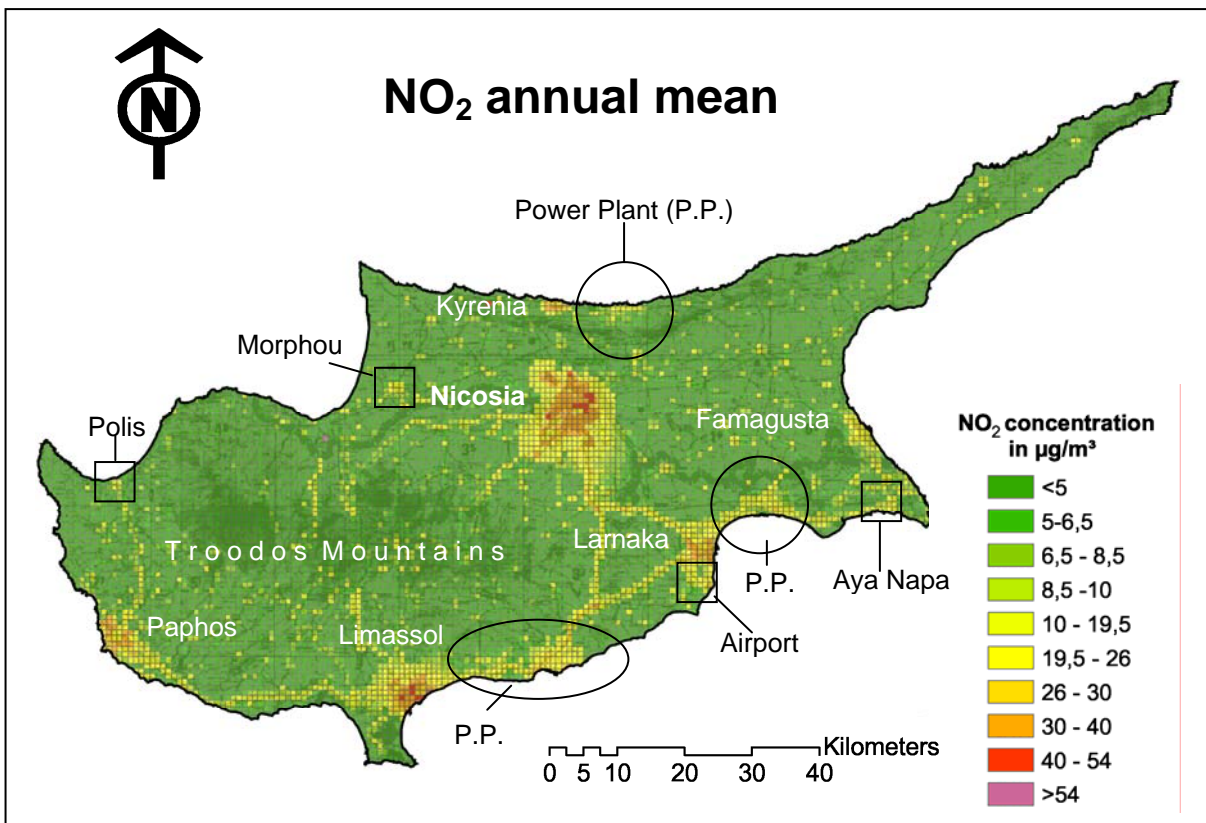 N
NO₂ annual mean
Power Plant (P.P.)
Kyrenia
Morphou
Nicosia
Polis
Famagusta
Troodos Mountains
Larnaka
P.P.
Aya Napa
Airport
Paphos
Limassol
P.P.
Kilometers
0 5 10 20 30 40
NO₂ concentration
in µg/m³
<5
5-6,5
6,5 - 8,5
8,5 -10
10 - 19,5
19,5 - 26
26 - 30
30 - 40
40 - 54
>54